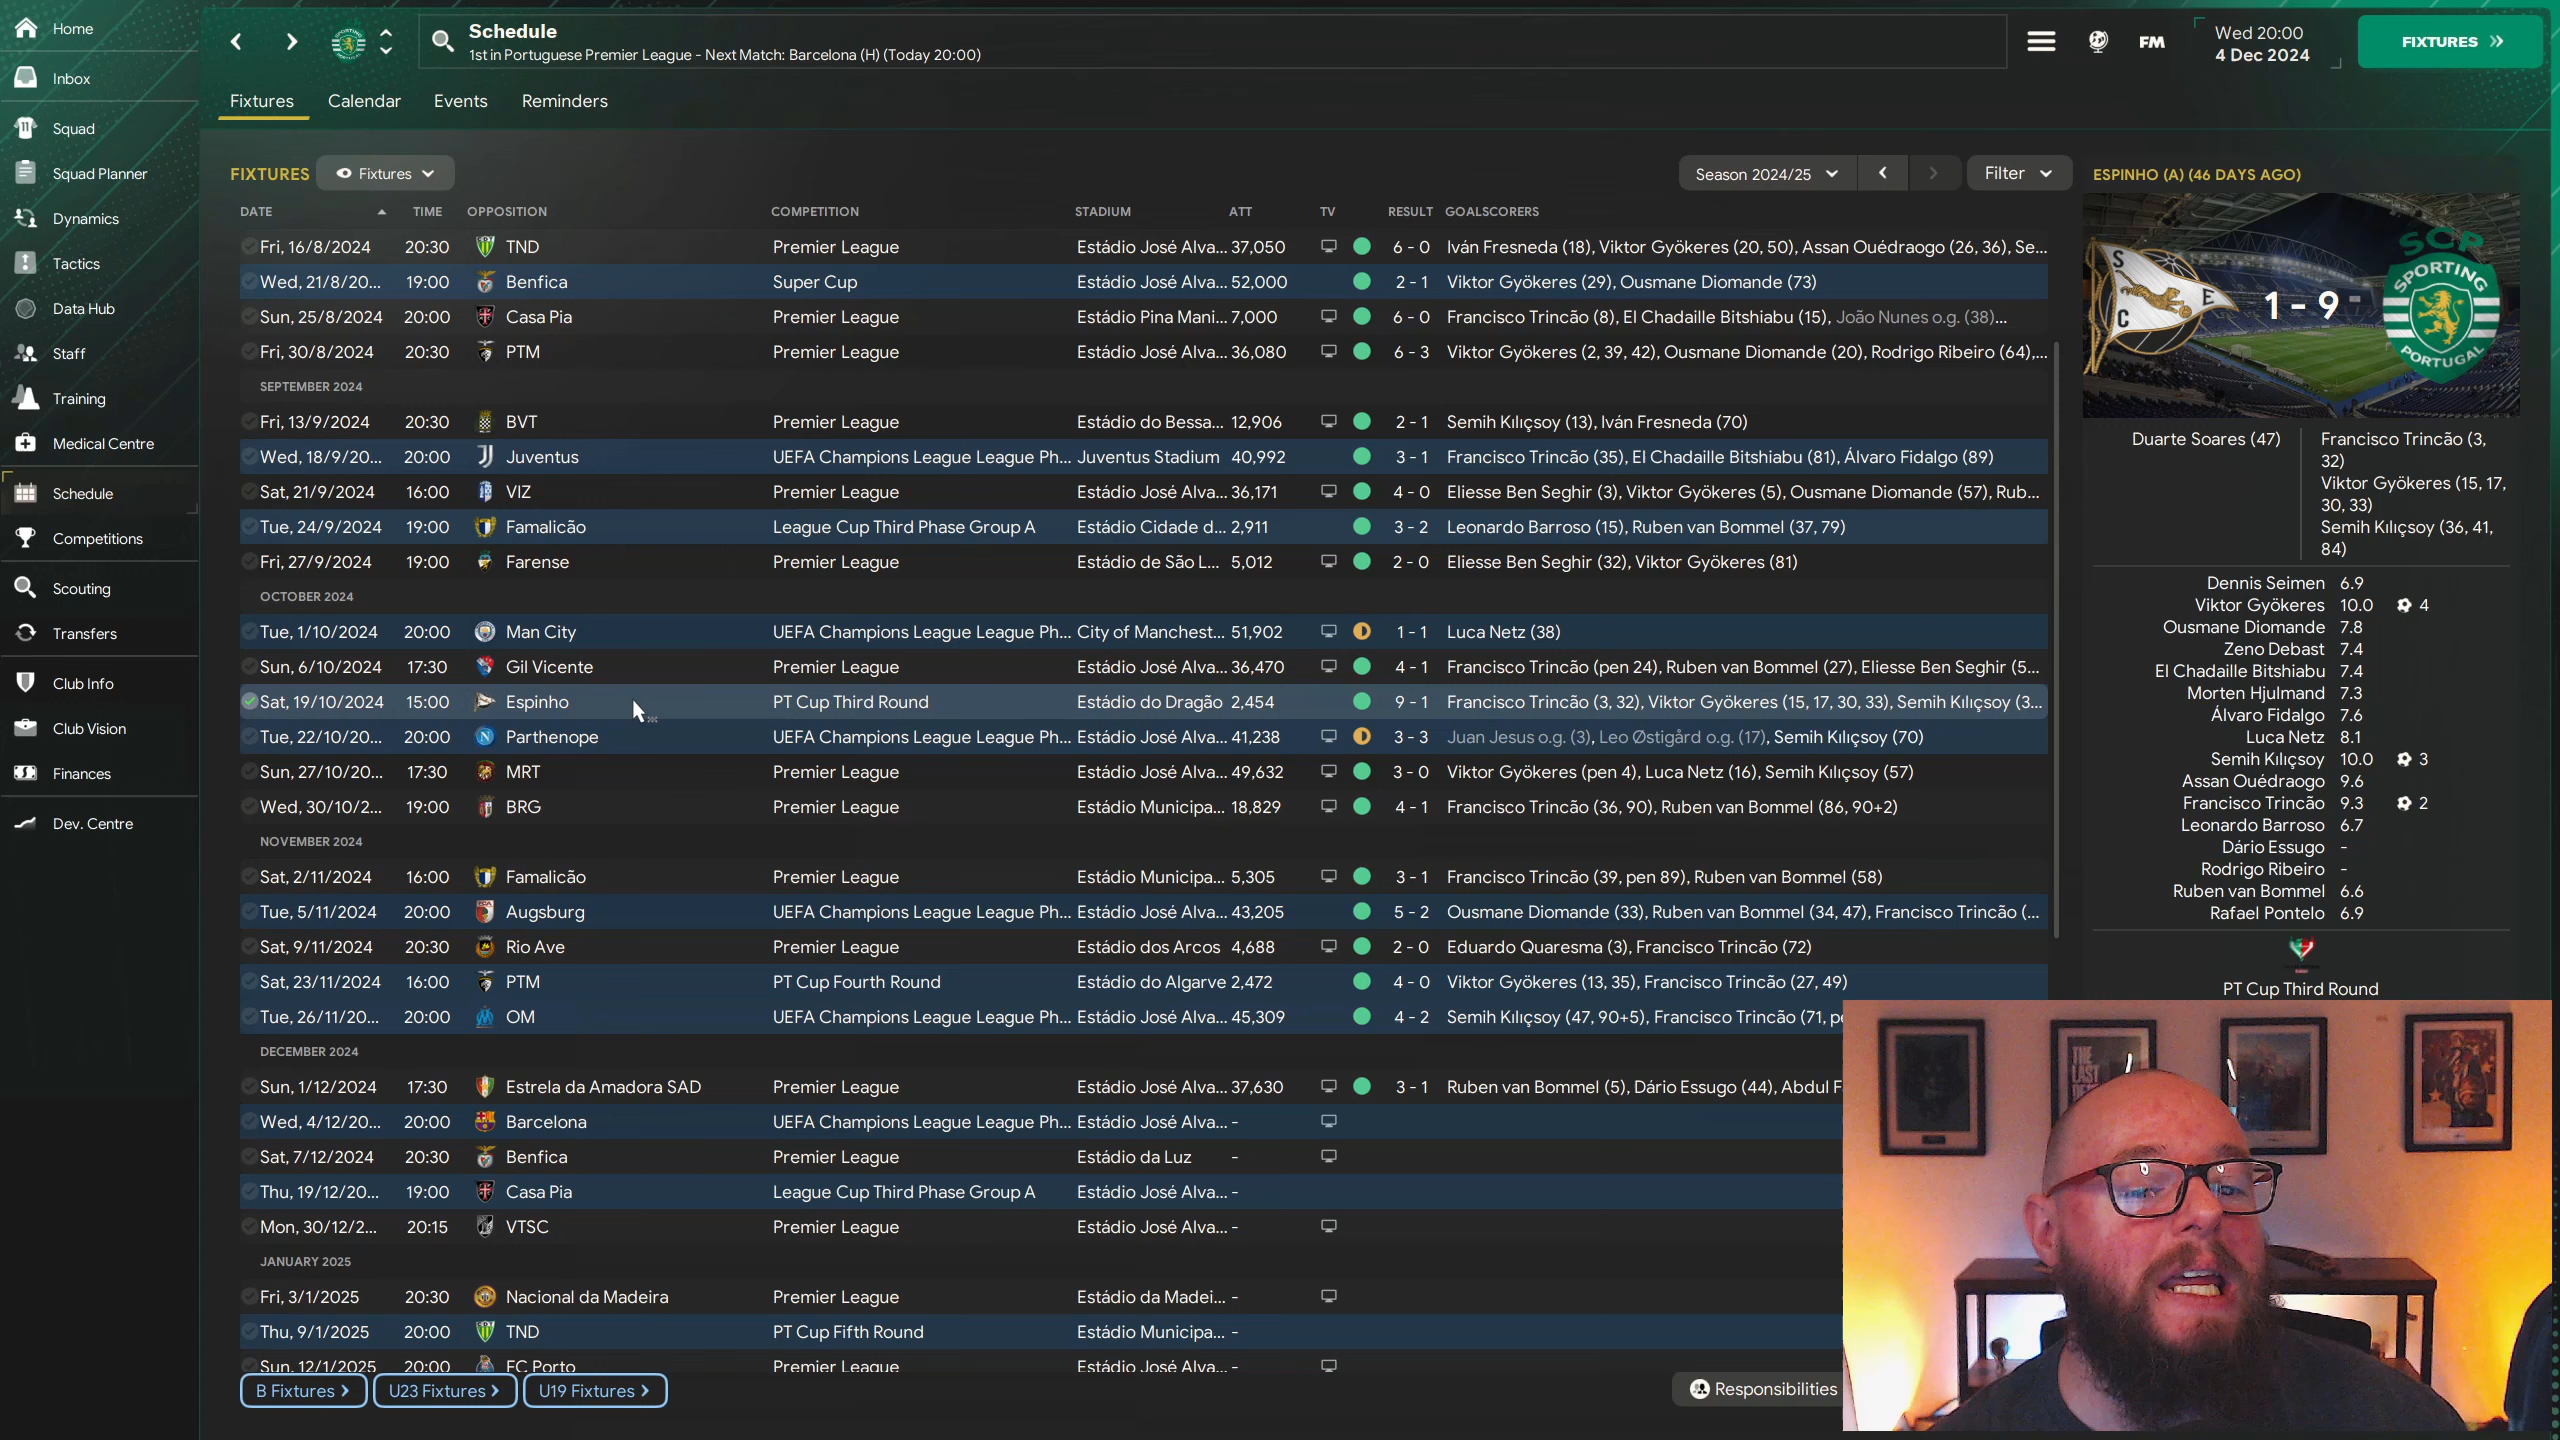 Home
Inbox
Squad
Squad Planner
Dynamics
Tactics
Data Hub
Staff
Training
Medical Centre
Schedule
Competitions
Scouting
Transfers
Club Info
Club Vision
Finances
Dev. Centre
Schedule
1st in Portuguese Premier League - Next Match: Barcelona (H) (Today 20:00)
FM
Wed 20:00
4 Dec 2024
FIXTURES
Fixtures Calendar Events Reminders
FIXTURES Fixtures Season 2024/25 Filter
DATE TIME OPPOSITION COMPETITION STADIUM ATT TV RESULT GOALSCORERS
Fri, 16/8/2024 20:30 TND Premier League Estádio José Alva... 37,050 6 - 0 Iván Fresneda (18), Viktor Gyökeres (20, 50), Assan Ouédraogo (26, 36), Se...
Wed, 21/8/20... 19:00 Benfica Super Cup Estádio José Alva... 52,000 2 - 1 Viktor Gyökeres (29), Ousmane Diomande (73)
Sun, 25/8/2024 20:00 Casa Pia Premier League Estádio Pina Mani... 7,000 6 - 0 Francisco Trincão (8), El Chadaille Bitshiabu (15), João Nunes o.g. (38)...
Fri, 30/8/2024 20:30 PTM Premier League Estádio José Alva... 36,080 6 - 3 Viktor Gyökeres (2, 39, 42), Ousmane Diomande (20), Rodrigo Ribeiro (64),...
SEPTEMBER 2024
Fri, 13/9/2024 20:30 BVT Premier League Estádio do Bessa... 12,906 2 - 1 Semih Kılıçsoy (13), Iván Fresneda (70)
Wed, 18/9/20... 20:00 Juventus UEFA Champions League League Ph... Juventus Stadium 40,992 3 - 1 Francisco Trincão (35), El Chadaille Bitshiabu (81), Álvaro Fidalgo (89)
Sat, 21/9/2024 16:00 VIZ Premier League Estádio José Alva... 36,171 4 - 0 Eliesse Ben Seghir (3), Viktor Gyökeres (5), Ousmane Diomande (57), Rub...
Tue, 24/9/2024 19:00 Famalicão League Cup Third Phase Group A Estádio Cidade d... 2,911 3 - 2 Leonardo Barroso (15), Ruben van Bommel (37, 79)
Fri, 27/9/2024 19:00 Farense Premier League Estádio de São L... 5,012 2 - 0 Eliesse Ben Seghir (32), Viktor Gyökeres (81)
OCTOBER 2024
Tue, 1/10/2024 20:00 Man City UEFA Champions League League Ph... City of Manchest... 51,902 1 - 1 Luca Netz (38)
Sun, 6/10/2024 17:30 Gil Vicente Premier League Estádio José Alva... 36,470 4 - 1 Francisco Trincão (pen 24), Ruben van Bommel (27), Eliesse Ben Seghir (5...
Sat, 19/10/2024 15:00 Espinho PT Cup Third Round Estádio do Dragão 2,454 9 - 1 Francisco Trincão (3, 32), Viktor Gyökeres (15, 17, 30, 33), Semih Kılıçsoy (3...
Tue, 22/10/20... 20:00 Parthenope UEFA Champions League League Ph... Estádio José Alva... 41,238 3 - 3 Juan Jesus o.g. (3), Leo Østigård o.g. (17), Semih Kılıçsoy (70)
Sun, 27/10/20... 17:30 MRT Premier League Estádio José Alva... 49,632 3 - 0 Viktor Gyökeres (pen 4), Luca Netz (16), Semih Kılıçsoy (57)
Wed, 30/10/2... 19:00 BRG Premier League Estádio Municipa... 18,829 4 - 1 Francisco Trincão (36, 90), Ruben van Bommel (86, 90+2)
NOVEMBER 2024
Sat, 2/11/2024 16:00 Famalicão Premier League Estádio Municipa... 5,305 3 - 1 Francisco Trincão (39, pen 89), Ruben van Bommel (58)
Tue, 5/11/2024 20:00 Augsburg UEFA Champions League League Ph... Estádio José Alva... 43,205 5 - 2 Ousmane Diomande (33), Ruben van Bommel (34, 47), Francisco Trincão (...
Sat, 9/11/2024 20:30 Rio Ave Premier League Estádio dos Arcos 4,688 2 - 0 Eduardo Quaresma (3), Francisco Trincão (72)
Sat, 23/11/2024 16:00 PTM PT Cup Fourth Round Estádio do Algarve 2,472 4 - 0 Viktor Gyökeres (13, 35), Francisco Trincão (27, 49)
Tue, 26/11/20... 20:00 OM UEFA Champions League League Ph... Estádio José Alva... 45,309 4 - 2 Semih Kılıçsoy (47, 90+5), Francisco Trincão (71, pe
DECEMBER 2024
Sun, 1/12/2024 17:30 Estrela da Amadora SAD Premier League Estádio José Alva... 37,630 3 - 1 Ruben van Bommel (5), Dário Essugo (44), Abdul F
Wed, 4/12/20... 20:00 Barcelona UEFA Champions League League Ph... Estádio José Alva... -
Sat, 7/12/2024 20:30 Benfica Premier League Estádio da Luz -
Thu, 19/12/20... 19:00 Casa Pia League Cup Third Phase Group A Estádio José Alva... -
Mon, 30/12/2... 20:15 VTSC Premier League Estádio José Alva... -
JANUARY 2025
Fri, 3/1/2025 20:30 Nacional da Madeira Premier League Estádio da Madei... -
Thu, 9/1/2025 20:00 TND PT Cup Fifth Round Estádio Municipa... -
Sun, 12/1/2025 20:00 FC Porto Premier League Estádio José Alva... -
B Fixtures U23 Fixtures U19 Fixtures Responsibilities
ESPINHO (A) (46 DAYS AGO)
S E C
1 - 9
SCP
SPORTING
PORTUGAL
Duarte Soares (47)
Francisco Trincão (3,
32)
Viktor Gyökeres (15, 17,
30, 33)
Semih Kılıçsoy (36, 41,
84)
Dennis Seimen 6.9
Viktor Gyökeres 10.0 4
Ousmane Diomande 7.8
Zeno Debast 7.4
El Chadaille Bitshiabu 7.4
Morten Hjulmand 7.3
Álvaro Fidalgo 7.6
Luca Netz 8.1
Semih Kılıçsoy 10.0 3
Assan Ouédraogo 9.6
Francisco Trincão 9.3 2
Leonardo Barroso 6.7
Dário Essugo -
Rodrigo Ribeiro -
Ruben van Bommel 6.6
Rafael Pontelo 6.9
PT Cup Third Round
THE
LAST